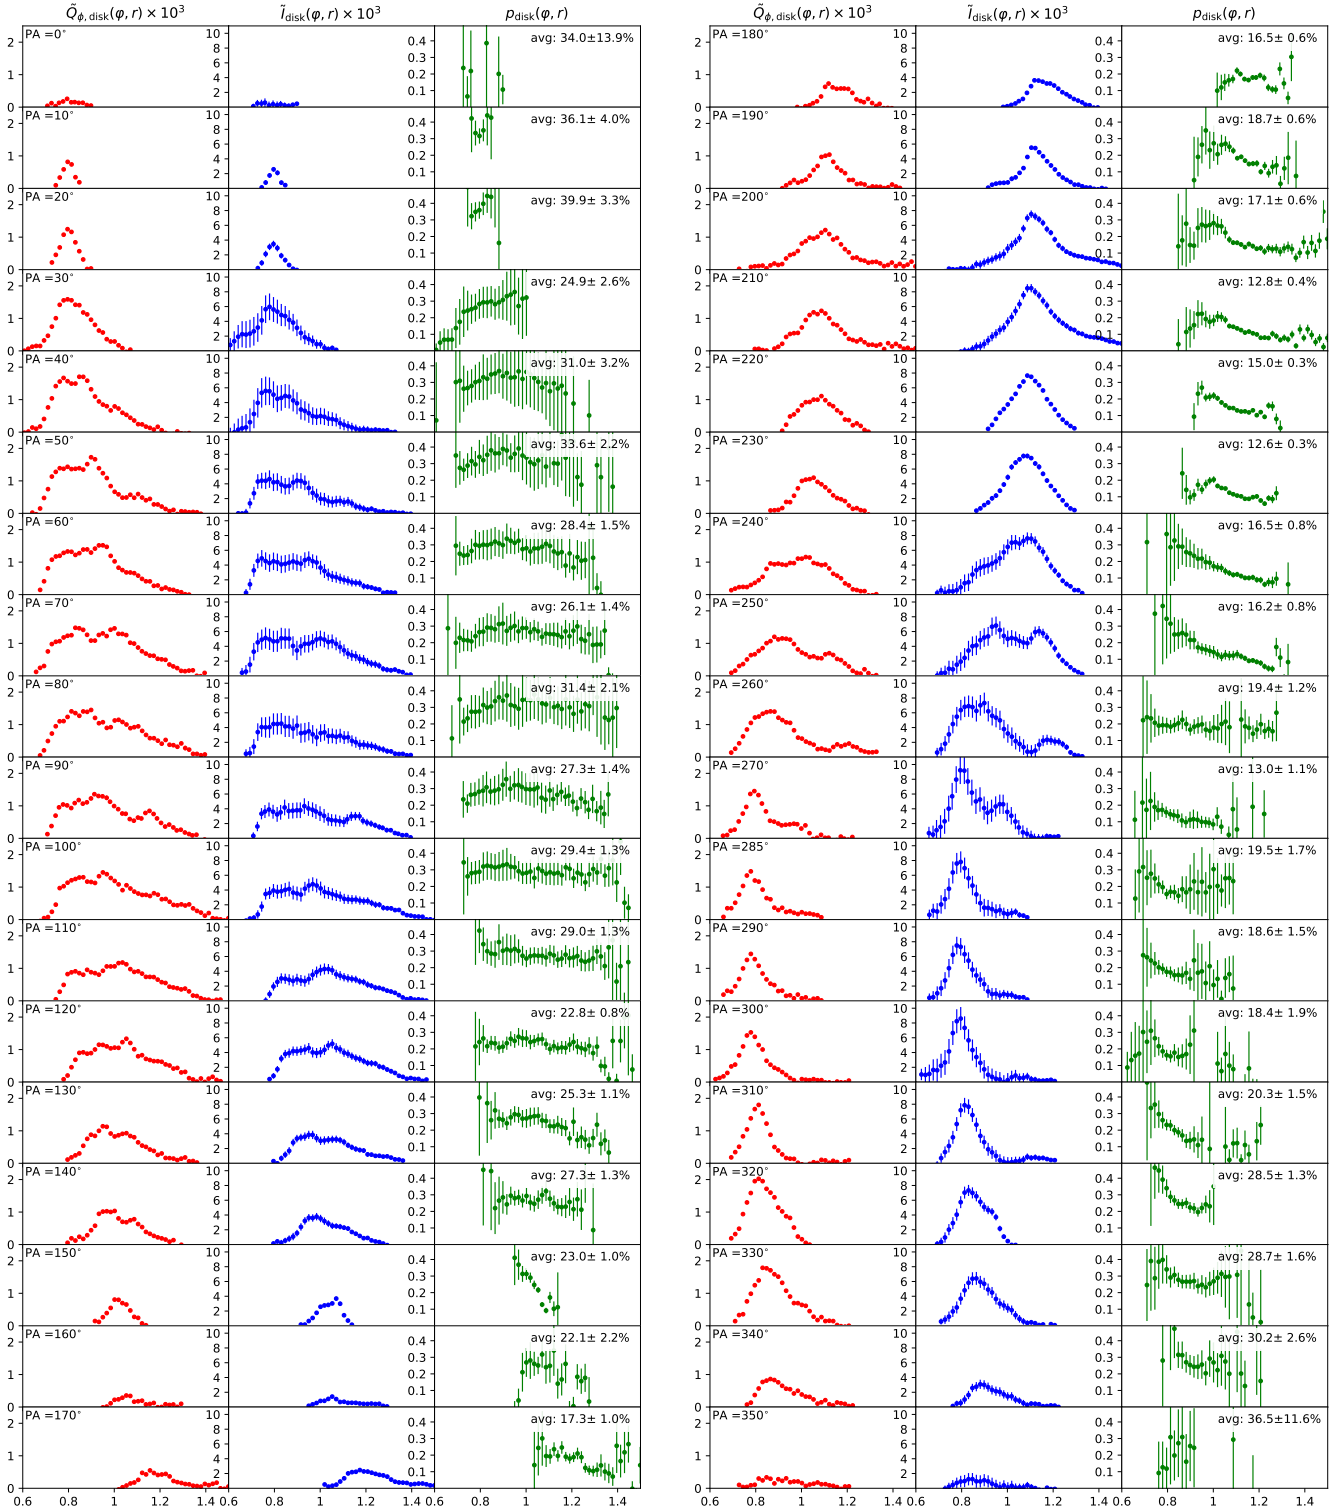 Q̃ϕ, disk(φ, r) × 10³ Ĩdisk(φ, r) × 10³ pdisk(φ, r) Q̃ϕ, disk(φ, r) × 10³ Ĩdisk(φ, r) × 10³ pdisk(φ, r)
PA =0° avg: 34.0±13.9% PA =180° avg: 16.5± 0.6%
PA =10° avg: 36.1± 4.0% PA =190° avg: 18.7± 0.6%
PA =20° avg: 39.9± 3.3% PA =200° avg: 17.1± 0.6%
PA =30° avg: 24.9± 2.6% PA =210° avg: 12.8± 0.4%
PA =40° avg: 31.0± 3.2% PA =220° avg: 15.0± 0.3%
PA =50° avg: 33.6± 2.2% PA =230° avg: 12.6± 0.3%
PA =60° avg: 28.4± 1.5% PA =240° avg: 16.5± 0.8%
PA =70° avg: 26.1± 1.4% PA =250° avg: 16.2± 0.8%
PA =80° avg: 31.4± 2.1% PA =260° avg: 19.4± 1.2%
PA =90° avg: 27.3± 1.4% PA =270° avg: 13.0± 1.1%
PA =100° avg: 29.4± 1.3% PA =285° avg: 19.5± 1.7%
PA =110° avg: 29.0± 1.3% PA =290° avg: 18.6± 1.5%
PA =120° avg: 22.8± 0.8% PA =300° avg: 18.4± 1.9%
PA =130° avg: 25.3± 1.1% PA =310° avg: 20.3± 1.5%
PA =140° avg: 27.3± 1.3% PA =320° avg: 28.5± 1.3%
PA =150° avg: 23.0± 1.0% PA =330° avg: 28.7± 1.6%
PA =160° avg: 22.1± 2.2% PA =340° avg: 30.2± 2.6%
PA =170° avg: 17.3± 1.0% PA =350° avg: 36.5±11.6%
0.6 0.8 1 1.2 1.4 0.6 0.8 1 1.2 1.4 0.6 0.8 1 1.2 1.4 0.6 0.8 1 1.2 1.4 0.6 0.8 1 1.2 1.4 0.6 0.8 1.0 1.2 1.4